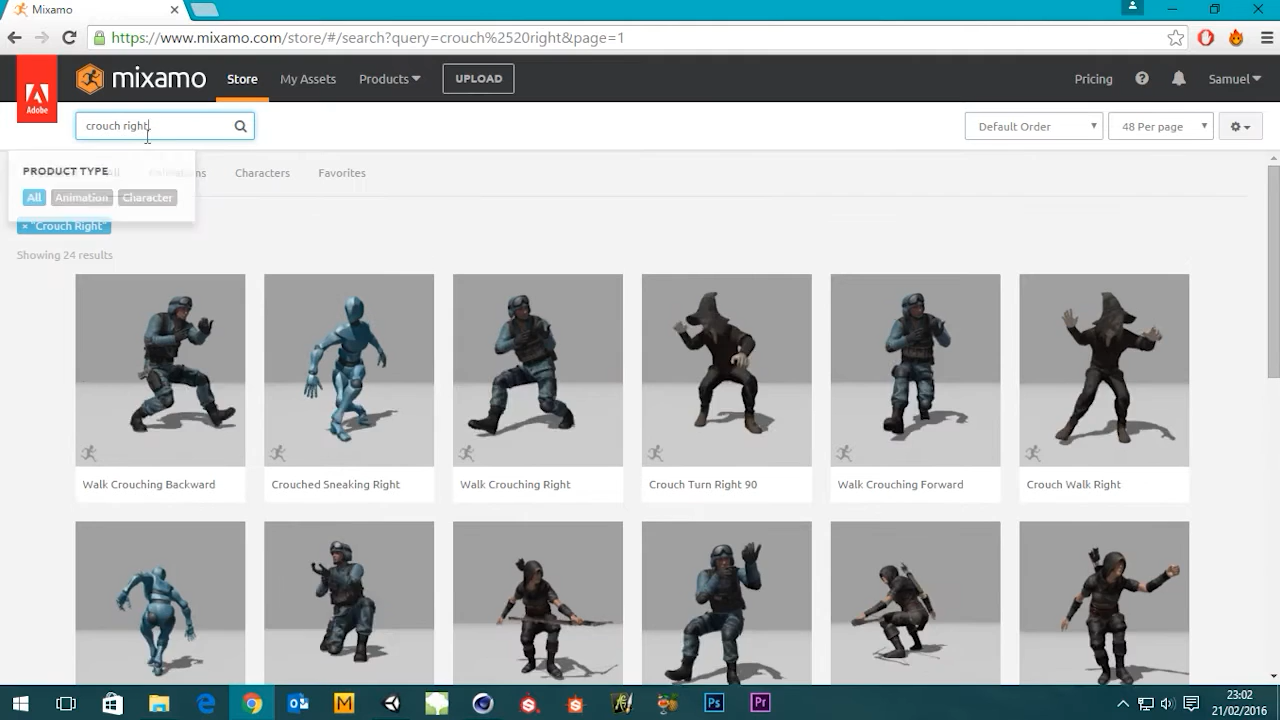 Mixamo
https://www.mixamo.com/store/#/search?query=crouch%2520right&page=1
Adobe
mixamo
Store
My Assets
Products
UPLOAD
Pricing
Samuel
crouch right
Default Order
48 Per page
PRODUCT TYPE
Characters
Favorites
All
Animation
Character
× "Crouch Right"
Showing 24 results
Walk Crouching Backward
Crouched Sneaking Right
Walk Crouching Right
Crouch Turn Right 90
Walk Crouching Forward
Crouch Walk Right
23:02
21/02/2016